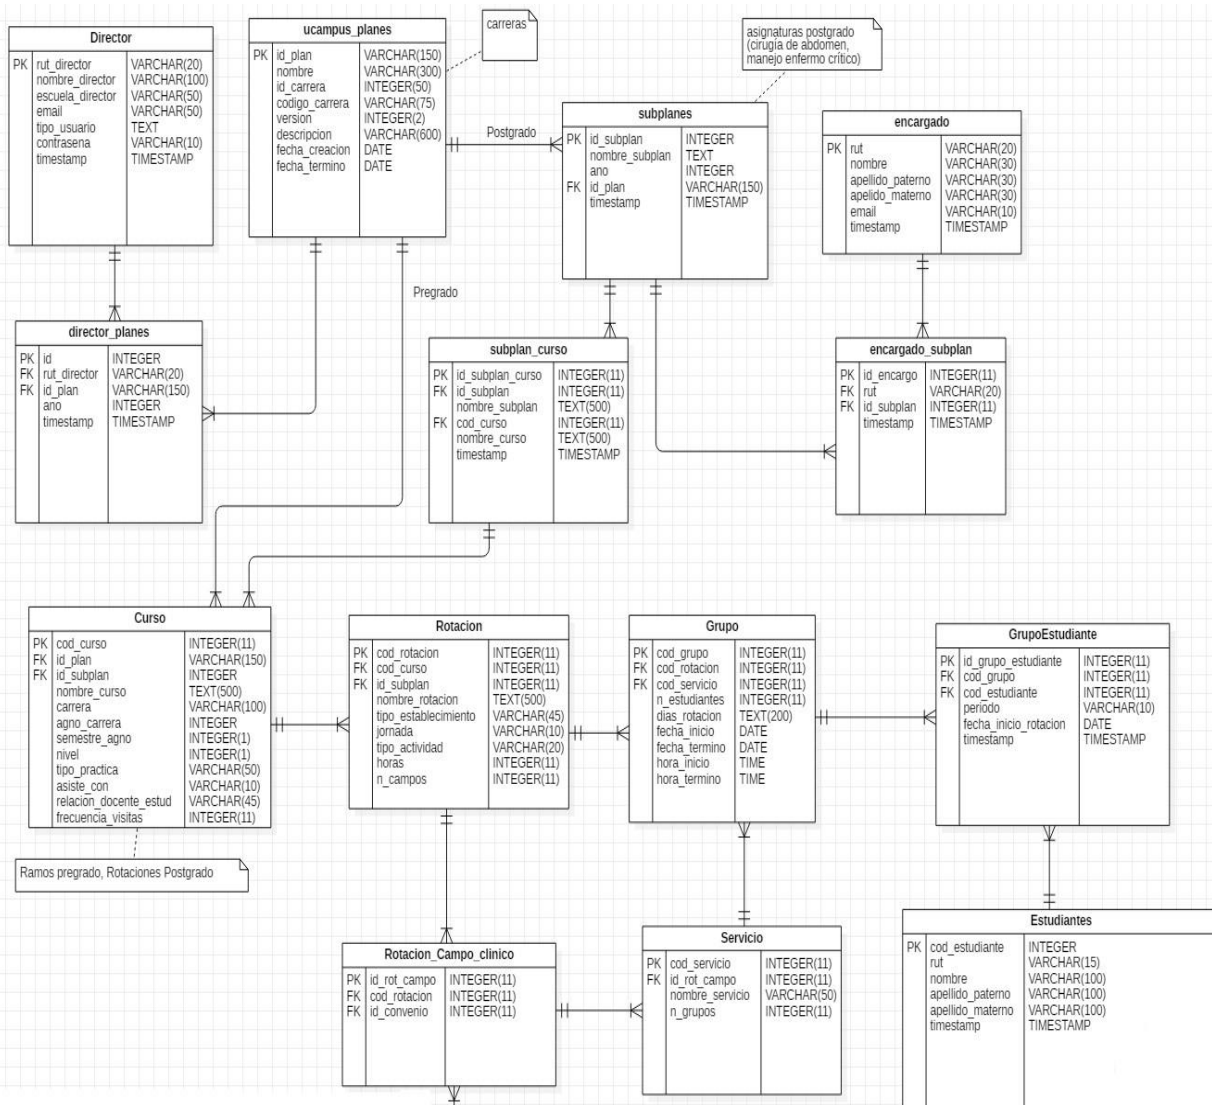 Director
PK rut_director VARCHAR(20)
nombre_director VARCHAR(100)
escuela_director VARCHAR(50)
email VARCHAR(50)
tipo_usuario TEXT
contrasena VARCHAR(10)
timestamp TIMESTAMP
ucampus_planes
PK id_plan VARCHAR(150)
nombre VARCHAR(300)
id_carrera INTEGER(50)
codigo_carrera VARCHAR(75)
version INTEGER(2)
descripcion VARCHAR(600)
fecha_creacion DATE
fecha_termino DATE
carreras
Postgrado
asignaturas postgrado
(cirugía de abdomen,
manejo enfermo crítico)
subplanes
PK id_subplan INTEGER
nombre_subplan TEXT
ano INTEGER
FK id_plan VARCHAR(150)
timestamp TIMESTAMP
encargado
PK rut VARCHAR(20)
nombre VARCHAR(30)
apellido_paterno VARCHAR(30)
apelido_materno VARCHAR(30)
email VARCHAR(10)
timestamp TIMESTAMP
Pregrado
director_planes
PK id INTEGER
FK rut_director VARCHAR(20)
FK id_plan VARCHAR(150)
ano INTEGER
timestamp TIMESTAMP
subplan_curso
PK id_subplan_curso INTEGER(11)
FK id_subplan INTEGER(11)
nombre_subplan TEXT(500)
FK cod_curso INTEGER(11)
nombre_curso TEXT(500)
timestamp TIMESTAMP
encargado_subplan
PK id_encargo INTEGER(11)
FK rut VARCHAR(20)
FK id_subplan INTEGER(11)
timestamp TIMESTAMP
Curso
PK cod_curso INTEGER(11)
FK id_plan VARCHAR(150)
FK id_subplan INTEGER
nombre_curso TEXT(500)
carrera VARCHAR(100)
agno_carrera INTEGER
semestre_agno INTEGER(1)
nivel INTEGER(1)
tipo_practica VARCHAR(50)
asiste_con VARCHAR(10)
relacion_docente_estud VARCHAR(45)
frecuencia_visitas INTEGER(11)
Ramos pregrado, Rotaciones Postgrado
Rotacion
PK cod_rotacion INTEGER(11)
FK cod_curso INTEGER(11)
FK id_subplan INTEGER(11)
nombre_rotacion TEXT(500)
tipo_establecimiento VARCHAR(45)
jornada VARCHAR(10)
tipo_actividad VARCHAR(20)
horas INTEGER(11)
n_campos INTEGER(11)
Grupo
PK cod_grupo INTEGER(11)
FK cod_rotacion INTEGER(11)
FK cod_servicio INTEGER(11)
n_estudiantes INTEGER(11)
dias_rotacion TEXT(200)
fecha_inicio DATE
fecha_termino DATE
hora_inicio TIME
hora_termino TIME
GrupoEstudiante
PK id_grupo_estudiante INTEGER(11)
FK cod_grupo INTEGER(11)
FK cod_estudiante INTEGER(11)
periodo VARCHAR(10)
fecha_inicio_rotacion DATE
timestamp TIMESTAMP
Rotacion_Campo_clinico
PK id_rot_campo INTEGER(11)
FK cod_rotacion INTEGER(11)
FK id_convenio INTEGER(11)
Servicio
PK cod_servicio INTEGER(11)
FK id_rot_campo INTEGER(11)
nombre_servicio VARCHAR(50)
n_grupos INTEGER(11)
Estudiantes
PK cod_estudiante INTEGER
rut VARCHAR(15)
nombre VARCHAR(100)
apellido_paterno VARCHAR(100)
apellido_materno VARCHAR(100)
timestamp TIMESTAMP